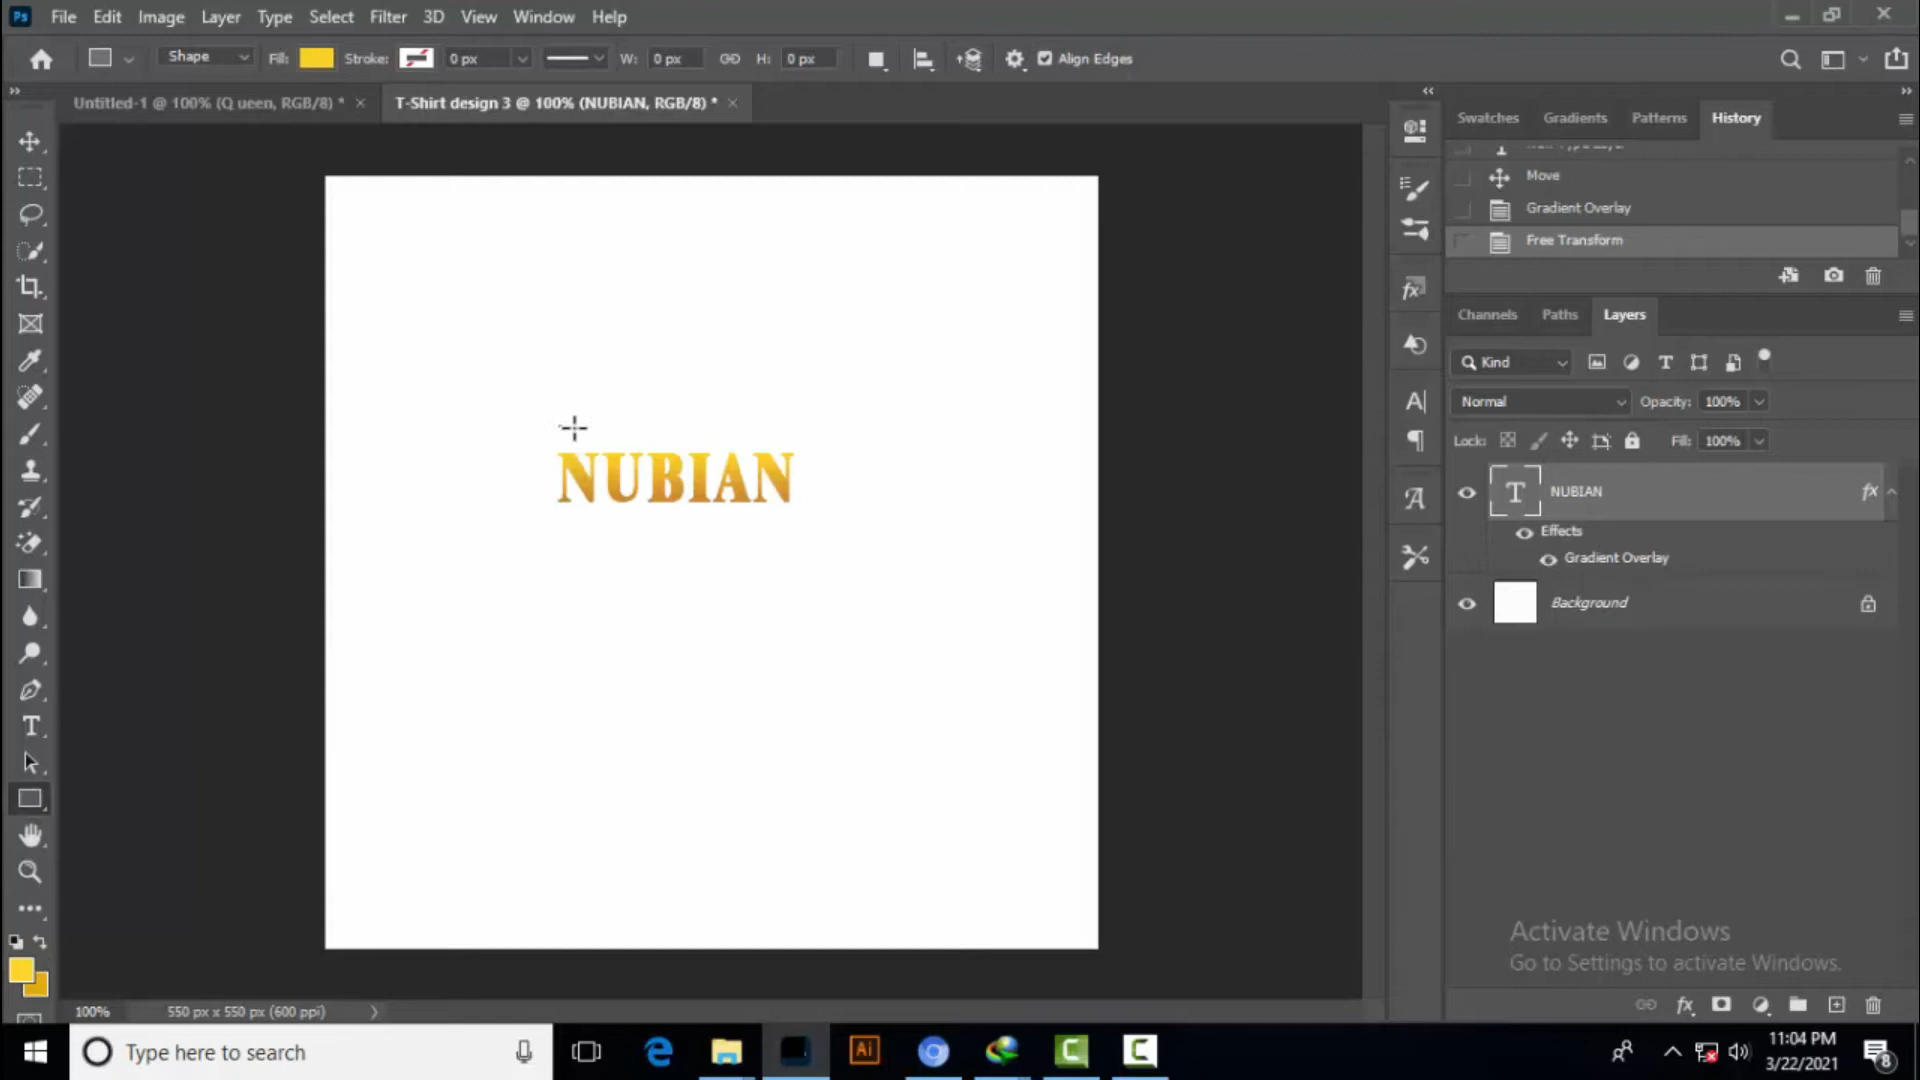 Ps File Edit Image Layer Type Select Filter 3D View Window Help
Shape Fill: Stroke: 0 px W: 0 px H: 0 px Align Edges
Untitled-1 @ 100% (Q ueen, RGB/8) * × T-Shirt design 3 @ 100% (NUBIAN, RGB/8) * ×
Swatches Gradients Patterns History
Move
Gradient Overlay
Free Transform
Channels Paths Layers
Kind
Normal Opacity: 100%
Lock: Fill: 100%
NUBIAN fx
Effects
Gradient Overlay
Background
NUBIAN
Activate Windows
Go to Settings to activate Windows.
100% 550 px x 550 px (600 ppi)
Type here to search
Ai
11:04 PM
3/22/2021
8